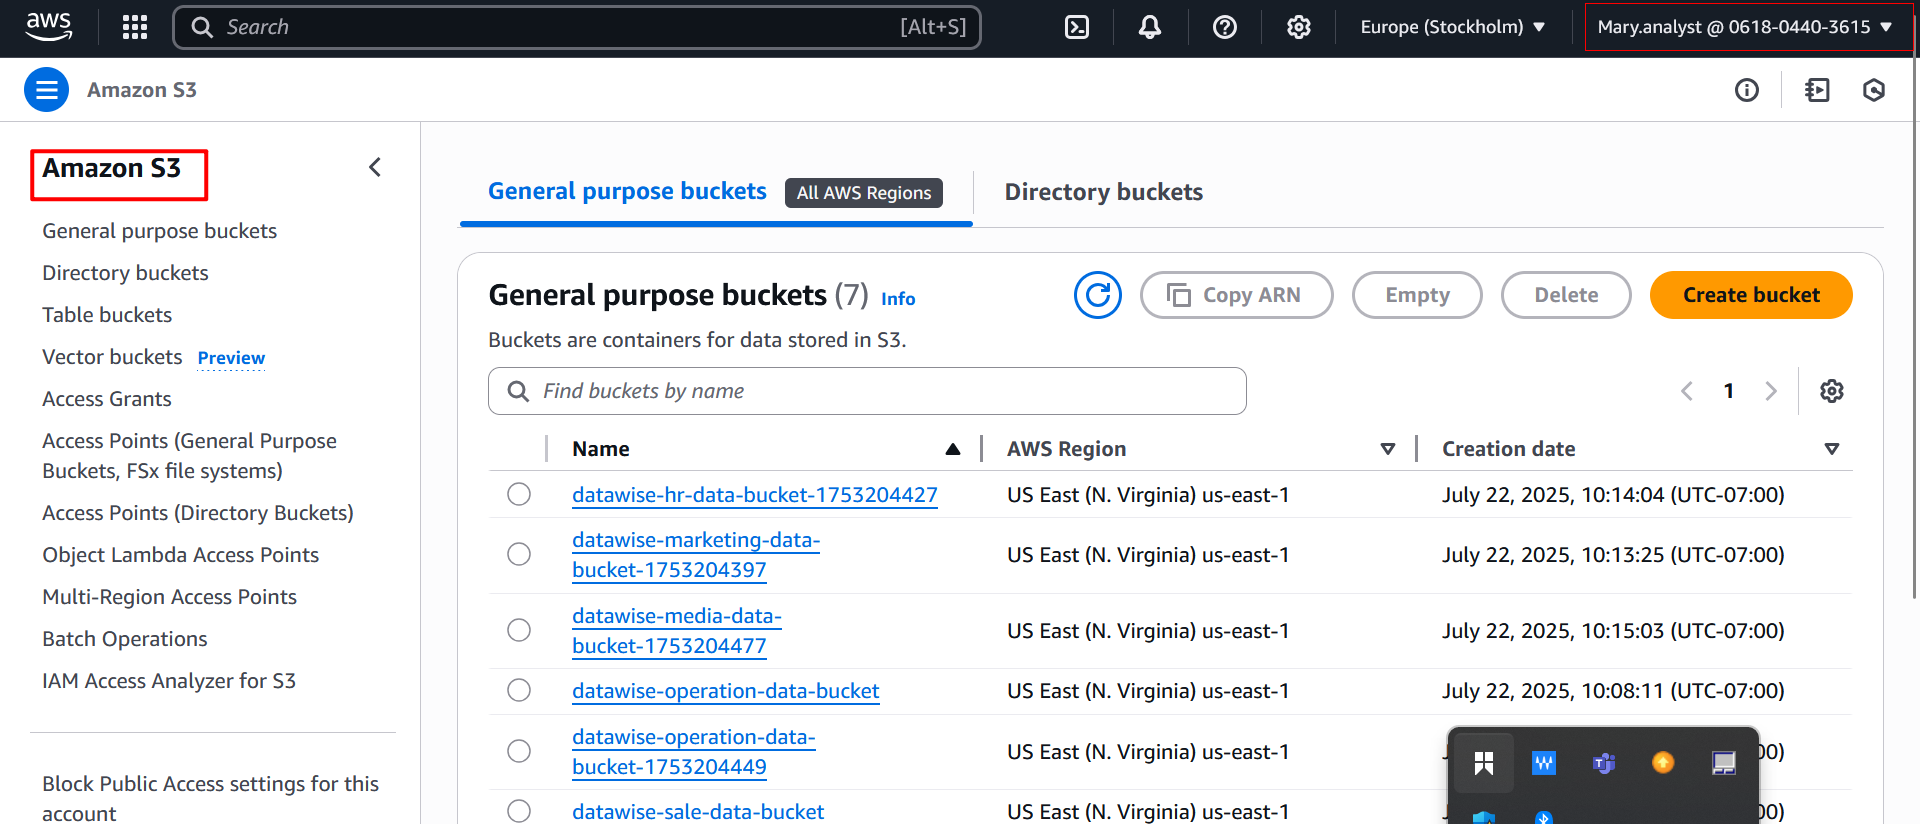 aws
Search [Alt+S]
Europe (Stockholm)
Mary.analyst @ 0618-0440-3615
Amazon S3
Amazon S3
General purpose buckets
Directory buckets
Table buckets
Vector buckets Preview
Access Grants
Access Points (General Purpose
Buckets, FSx file systems)
Access Points (Directory Buckets)
Object Lambda Access Points
Multi-Region Access Points
Batch Operations
IAM Access Analyzer for S3
Block Public Access settings for this
account
General purpose buckets All AWS Regions
Directory buckets
General purpose buckets (7) Info
Copy ARN
Empty
Delete
Create bucket
Buckets are containers for data stored in S3.
Find buckets by name
1
Name AWS Region Creation date
datawise-hr-data-bucket-1753204427 US East (N. Virginia) us-east-1 July 22, 2025, 10:14:04 (UTC-07:00)
datawise-marketing-data-
bucket-1753204397 US East (N. Virginia) us-east-1 July 22, 2025, 10:13:25 (UTC-07:00)
datawise-media-data-
bucket-1753204477 US East (N. Virginia) us-east-1 July 22, 2025, 10:15:03 (UTC-07:00)
datawise-operation-data-bucket US East (N. Virginia) us-east-1 July 22, 2025, 10:08:11 (UTC-07:00)
datawise-operation-data-
bucket-1753204449 US East (N. Virginia) us-east-1
datawise-sale-data-bucket US East (N. Virginia) us-east-1